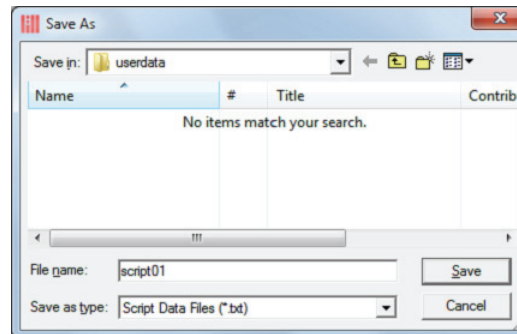 Save As
Save in: userdata
Name # Title Contrib
No items match your search.
File name: script01 Save
Save as type: Script Data Files (*.txt) Cancel